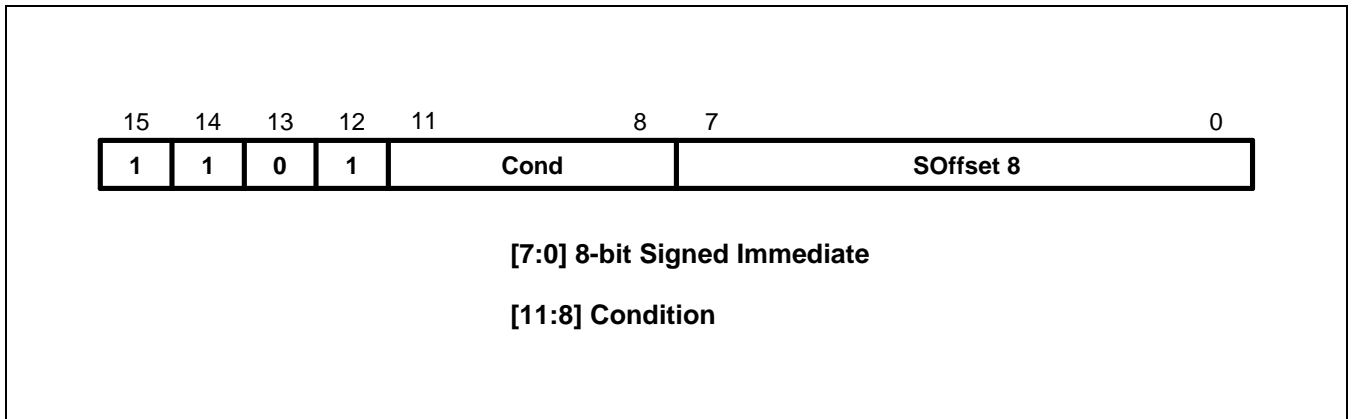 15 14 13 12 11 8 7 0
1 1 0 1 Cond SOffset 8
[7:0] 8-bit Signed Immediate
[11:8] Condition